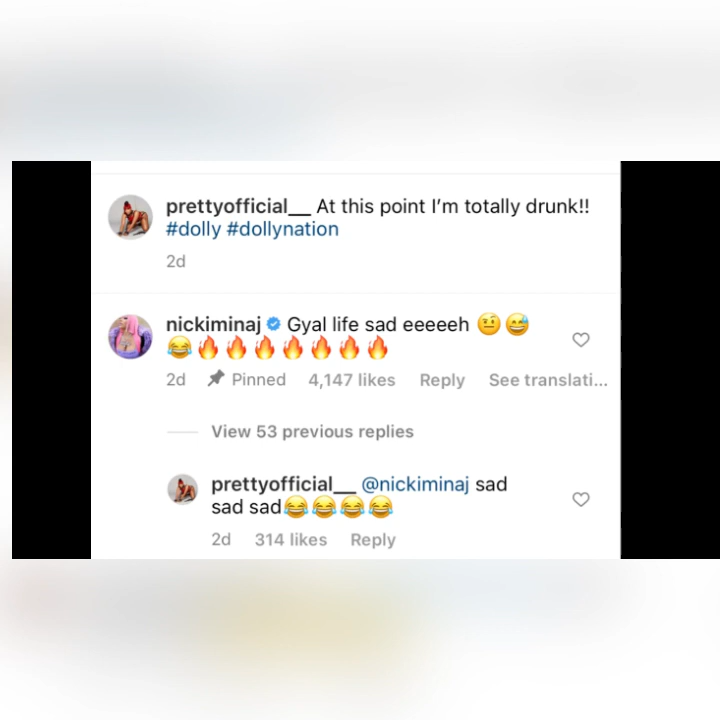 prettyofficial__ At this point I'm totally drunk!!
#dolly #dollynation
2d
nickiminaj Gyal life sad eeeeeh 🤨😅
😂🔥🔥🔥🔥🔥🔥🔥
2d Pinned 4,147 likes Reply See translati...
View 53 previous replies
prettyofficial__ @nickiminaj sad
sad sad😂😂😂😂
2d 314 likes Reply